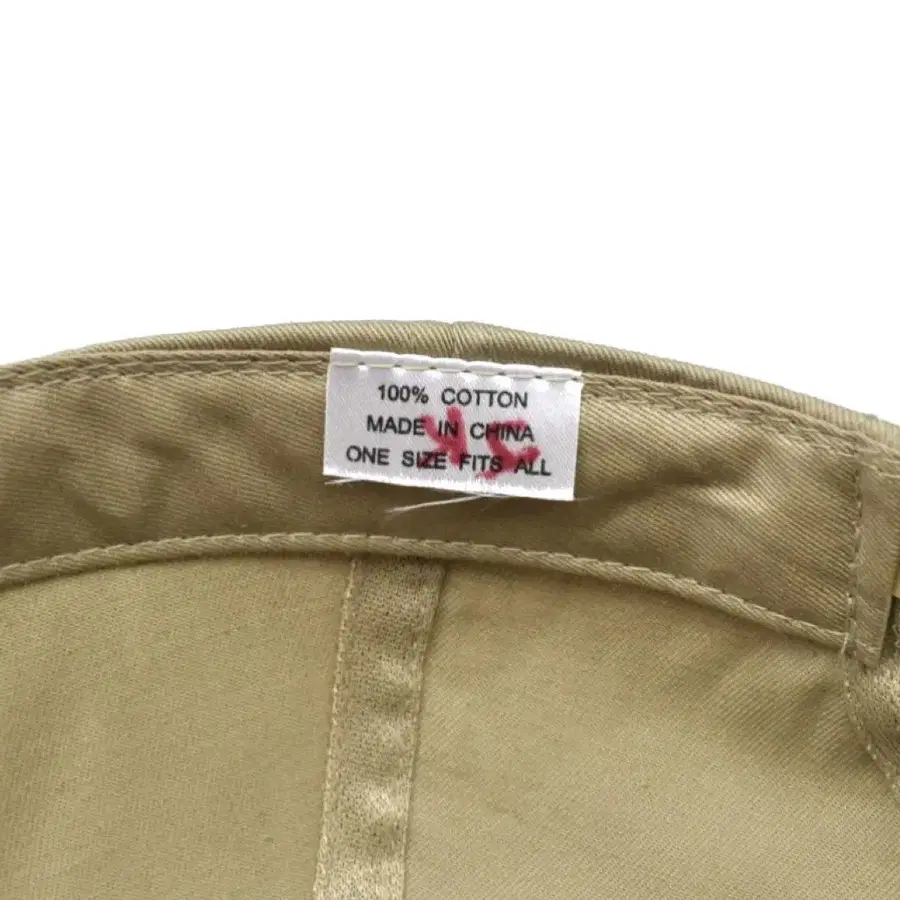 100% COTTON
MADE IN CHINA
ONE SIZE FITS ALL